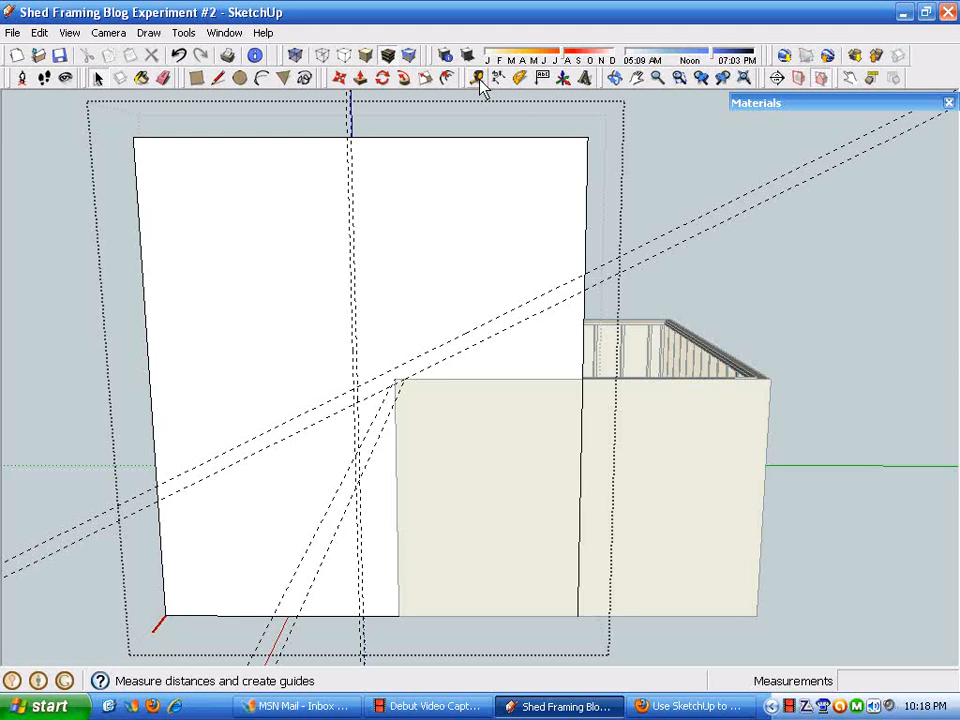 Shed Framing Blog Experiment #2 - SketchUp
File Edit View Camera Draw Tools Window Help
J F M A M J J A S O N D 05:09 AM Noon 07:03 PM
Materials
Measure distances and create guides
Measurements
start
MSN Mail - Inbox ...
Debut Video Capt...
Shed Framing Blo...
Use SketchUp to ...
10:18 PM